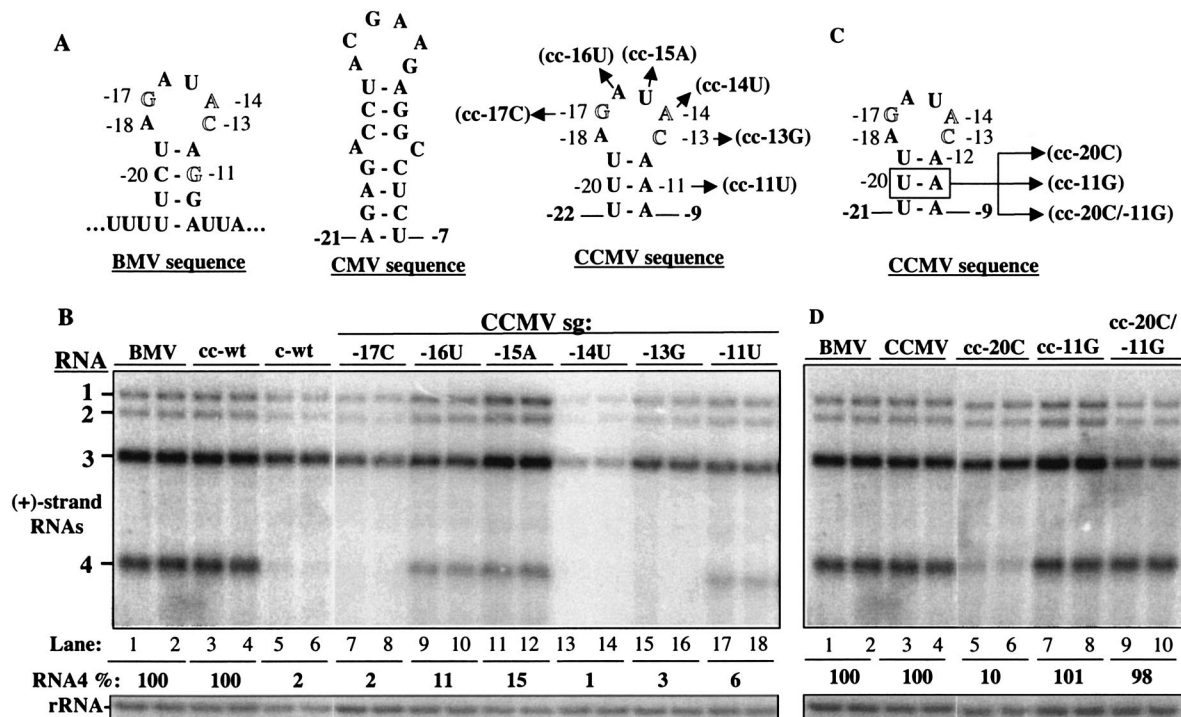 A
G A
C A
A G
U - A
C - G
C - G
A C
G - C
A - U
G - C
-21—A - U— -7
CMV sequence
A U
-17 G A -14
-18 A C -13
U - A
-20 C - G -11
U - G
...UUUU U - AUUA...
BMV sequence
(cc-16U) (cc-15A)
(cc-14U)
(cc-17C) -17 G A U A -14
-18 A C -13 (cc-13G)
U - A
-20 U - A -11 (cc-11U)
-22 —U - A— -9
CCMV sequence
C
A U
-17 G A -14
-18 A C -13
U - A -12 (cc-20C)
-20 U - A (cc-11G)
-21—U - A —-9 (cc-20C/-11G)
CCMV sequence
B
CCMV sg:
RNA BMV cc-wt c-wt -17C -16U -15A -14U -13G -11U
1
2
3
(+)-strand
RNAs
4
Lane: 1 2 3 4 5 6 7 8 9 10 11 12 13 14 15 16 17 18
RNA4 %: 100 100 2 2 11 15 1 3 6
rRNA-
D
cc-20C/
BMV CCMV cc-20C cc-11G -11G
1 2 3 4 5 6 7 8 9 10
100 100 10 101 98